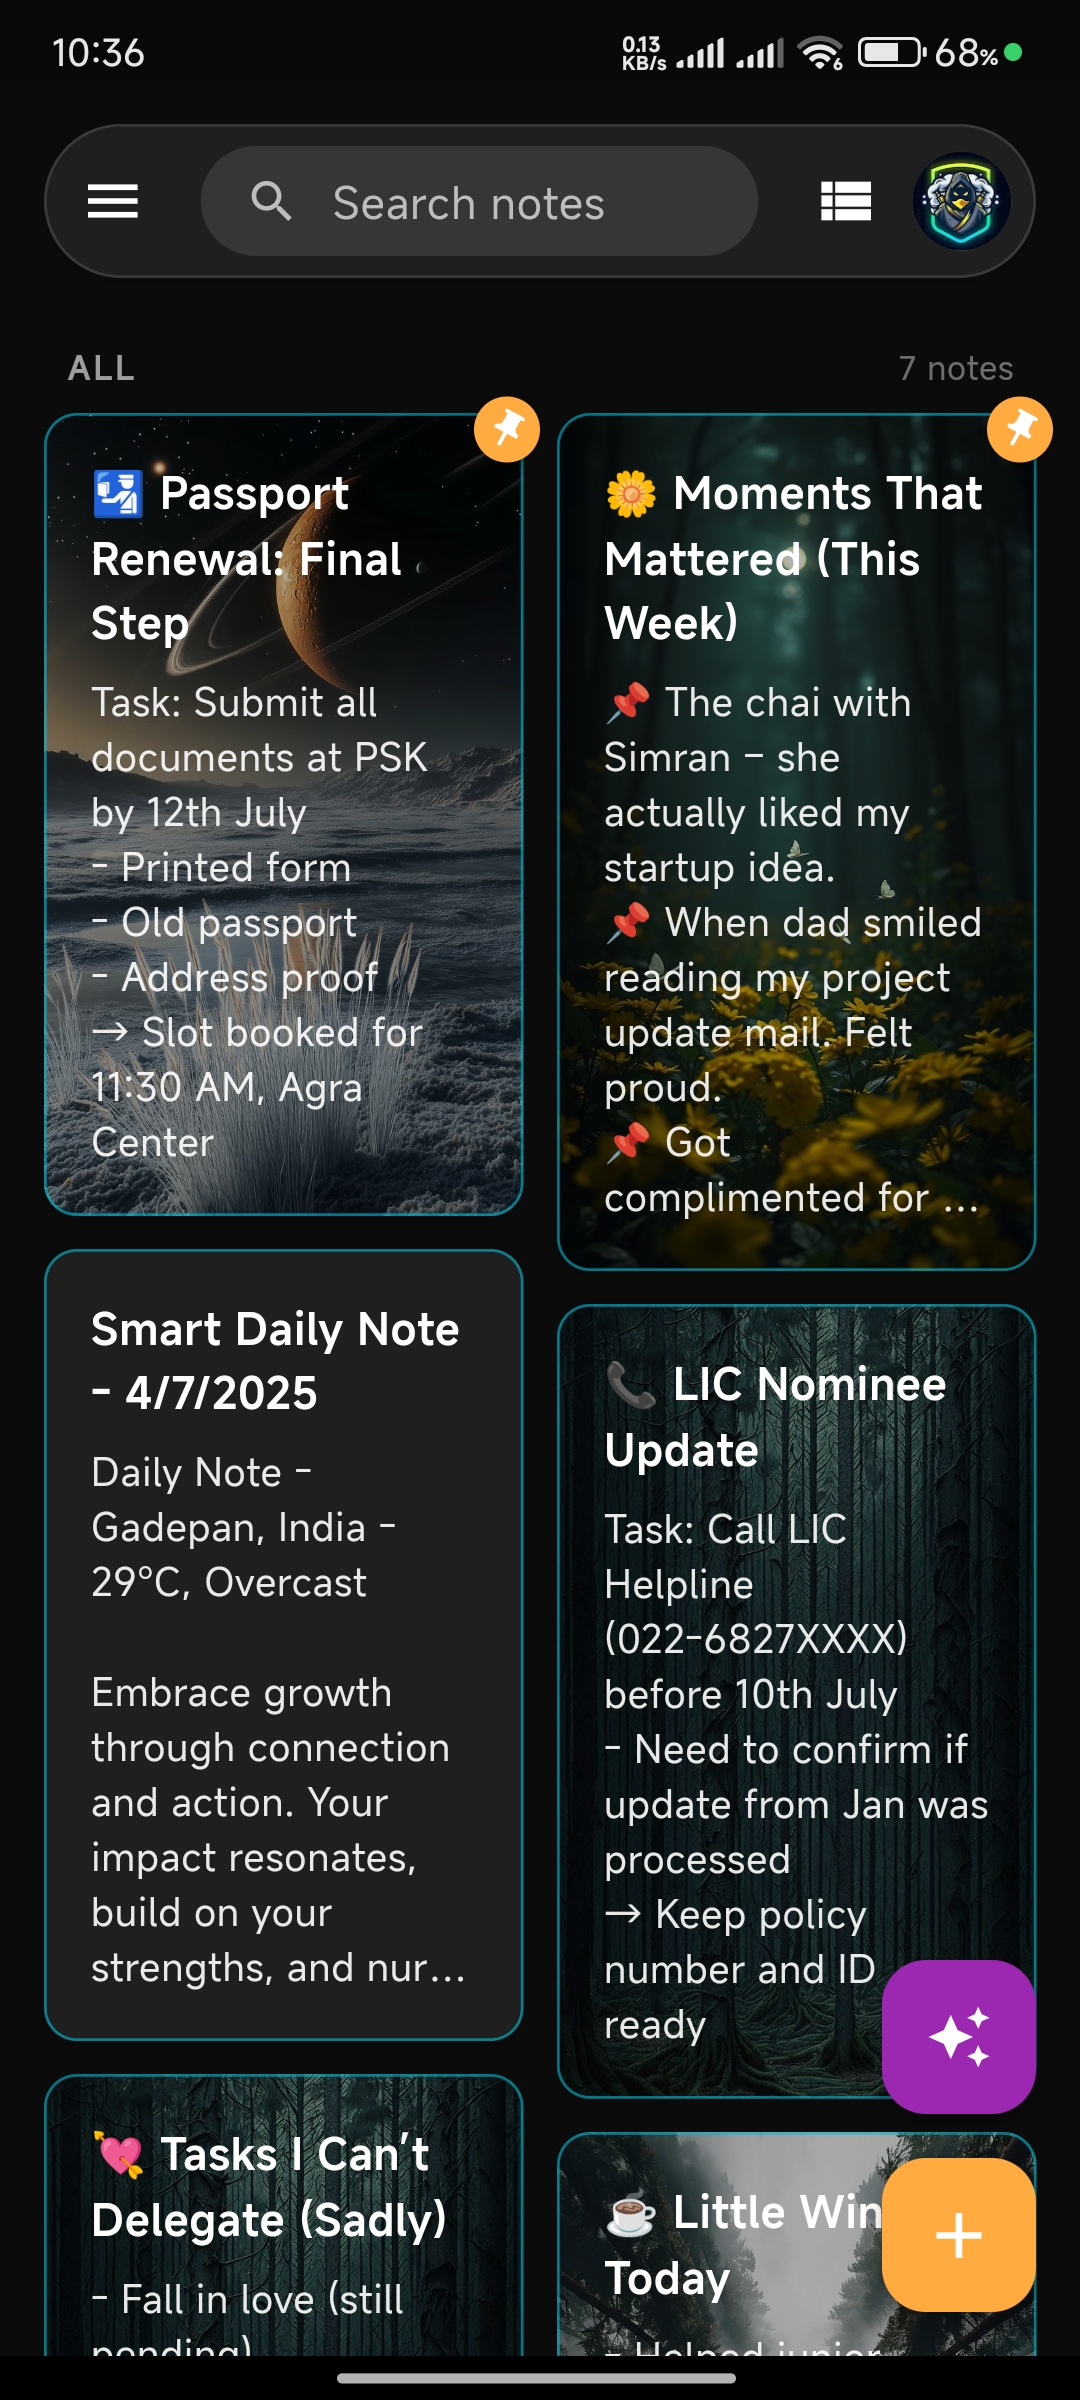 10:36
0.13
KB/s
6
68%
Search notes
ALL
7 notes
Passport
Renewal: Final
Step
Task: Submit all
documents at PSK
by 12th July
- Printed form
- Old passport
- Address proof
→ Slot booked for
11:30 AM, Agra
Center
🌼 Moments That
Mattered (This
Week)
📌 The chai with
Simran – she
actually liked my
startup idea.
📌 When dad smiled
reading my project
update mail. Felt
proud.
📌 Got
complimented for ...
Smart Daily Note
- 4/7/2025
Daily Note -
Gadepan, India -
29°C, Overcast
Embrace growth
through connection
and action. Your
impact resonates,
build on your
strengths, and nur...
📞 LIC Nominee
Update
Task: Call LIC
Helpline
(022-6827XXXX)
before 10th July
- Need to confirm if
update from Jan was
processed
→ Keep policy
number and ID
ready
💘 Tasks I Can't
Delegate (Sadly)
- Fall in love (still
pending)
☕ Little Win
Today
- Helped junior